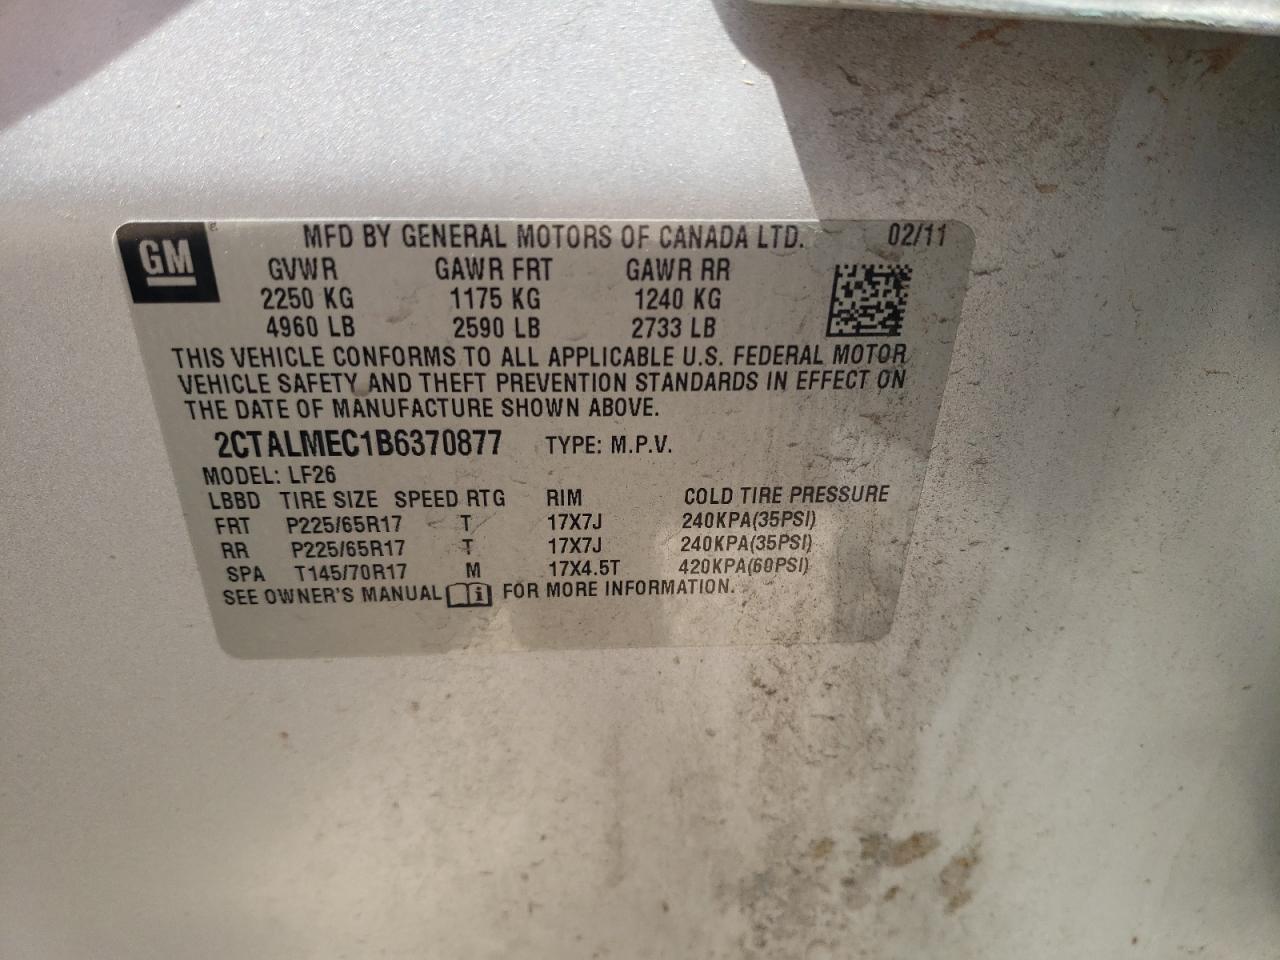 GM
MFD BY GENERAL MOTORS OF CANADA LTD. 02/11
GVWR GAWR FRT GAWR RR
2250 KG 1175 KG 1240 KG
4960 LB 2590 LB 2733 LB
THIS VEHICLE CONFORMS TO ALL APPLICABLE U.S. FEDERAL MOTOR
VEHICLE SAFETY AND THEFT PREVENTION STANDARDS IN EFFECT ON
THE DATE OF MANUFACTURE SHOWN ABOVE.
2CTALMEC1B6370877 TYPE: M.P.V.
MODEL: LF26
LBBD TIRE SIZE SPEED RTG RIM COLD TIRE PRESSURE
FRT P225/65R17 T 17X7J 240KPA(35PSI)
RR P225/65R17 T 17X7J 240KPA(35PSI)
SPA T145/70R17 M 17X4.5T 420KPA(60PSI)
SEE OWNER'S MANUAL i FOR MORE INFORMATION.